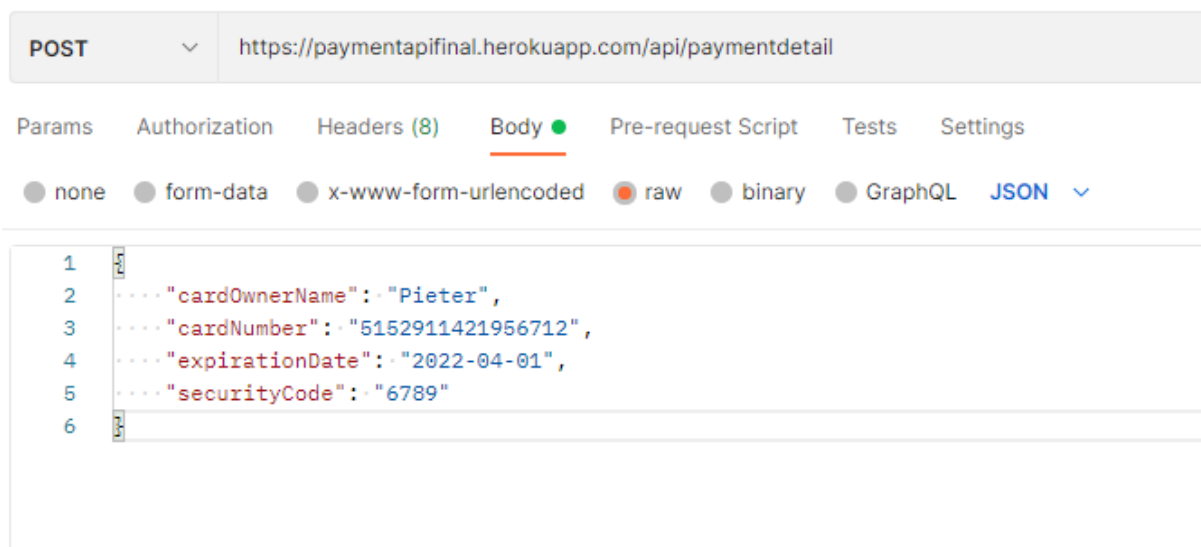 POST https://paymentapifinal.herokuapp.com/api/paymentdetail
Params Authorization Headers (8) Body Pre-request Script Tests Settings
none form-data x-www-form-urlencoded raw binary GraphQL JSON
1 {
2 "cardOwnerName": "Pieter",
3 "cardNumber": "5152911421956712",
4 "expirationDate": "2022-04-01",
5 "securityCode": "6789"
6 }